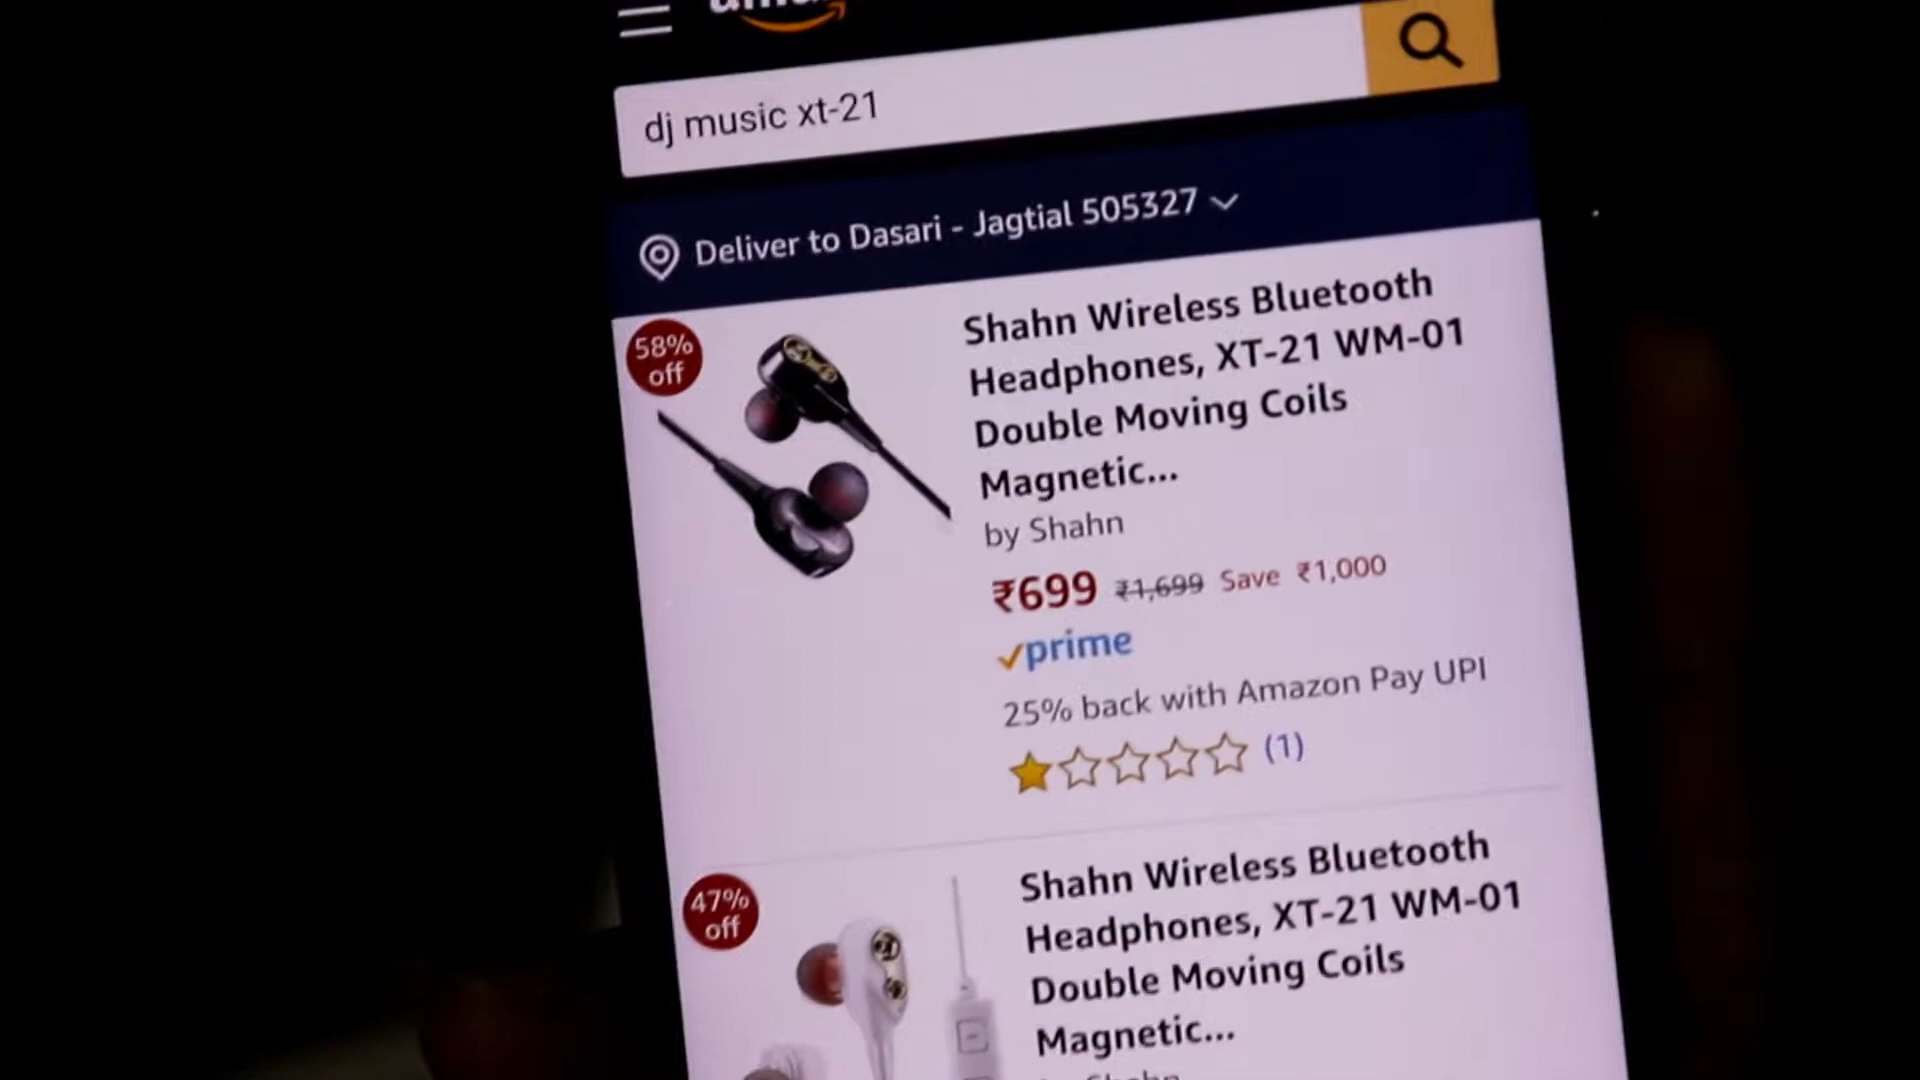 dj music xt-21
Deliver to Dasari - Jagtial 505327
58%
off
Shahn Wireless Bluetooth
Headphones, XT-21 WM-01
Double Moving Coils
Magnetic...
by Shahn
₹699 ₹1,699 Save ₹1,000
prime
25% back with Amazon Pay UPI
(1)
47%
off
Shahn Wireless Bluetooth
Headphones, XT-21 WM-01
Double Moving Coils
Magnetic...